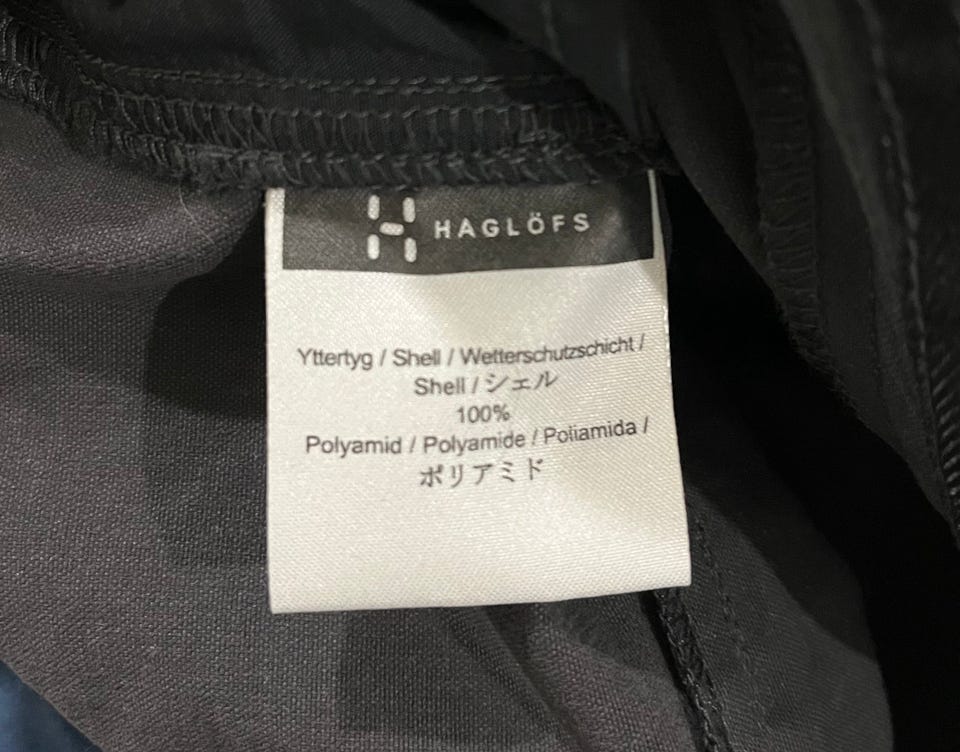 HAGLÖFS
Yttertyg / Shell / Wetterschutzschicht /
Shell / シェル
100%
Polyamid / Polyamide / Poliamida /
ポリアミド